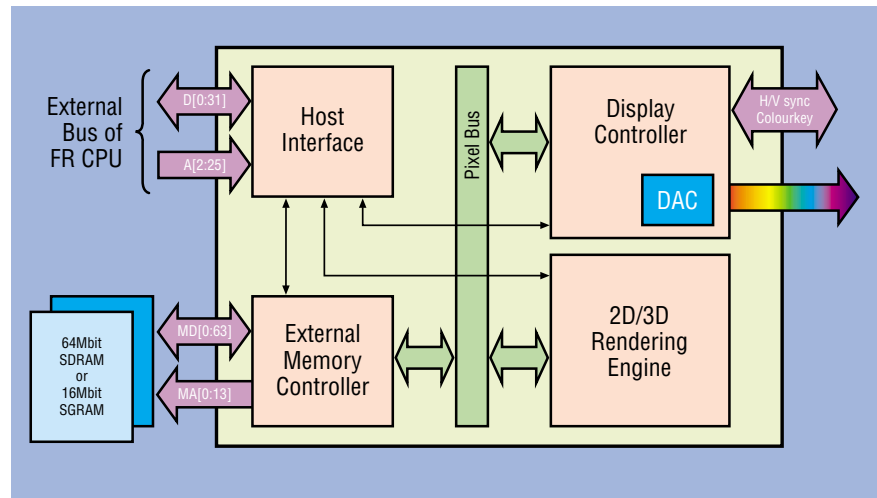 External
Bus of
FR CPU
D[0:31]
A[2:25]
Host
Interface
Pixel Bus
Display
Controller
DAC
H/V sync
Colourkey
64Mbit
SDRAM
or
16Mbit
SGRAM
MD[0:63]
MA[0:13]
External
Memory
Controller
2D/3D
Rendering
Engine